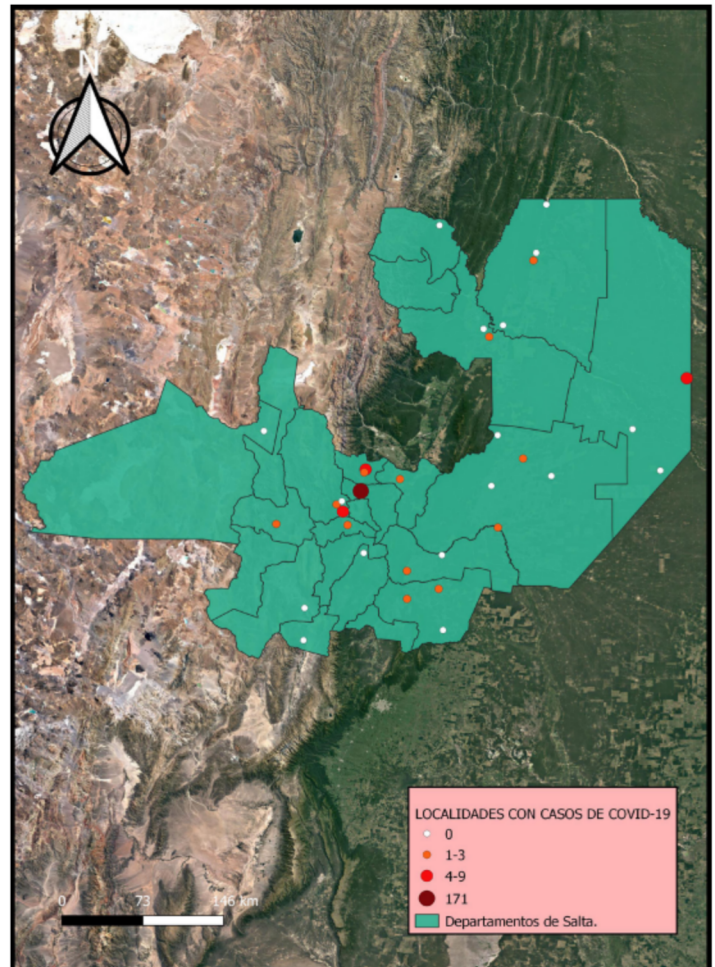 N
LOCALIDADES CON CASOS DE COVID-19
0
1-3
4-9
171
Departamentos de Salta.
0 73 146 km